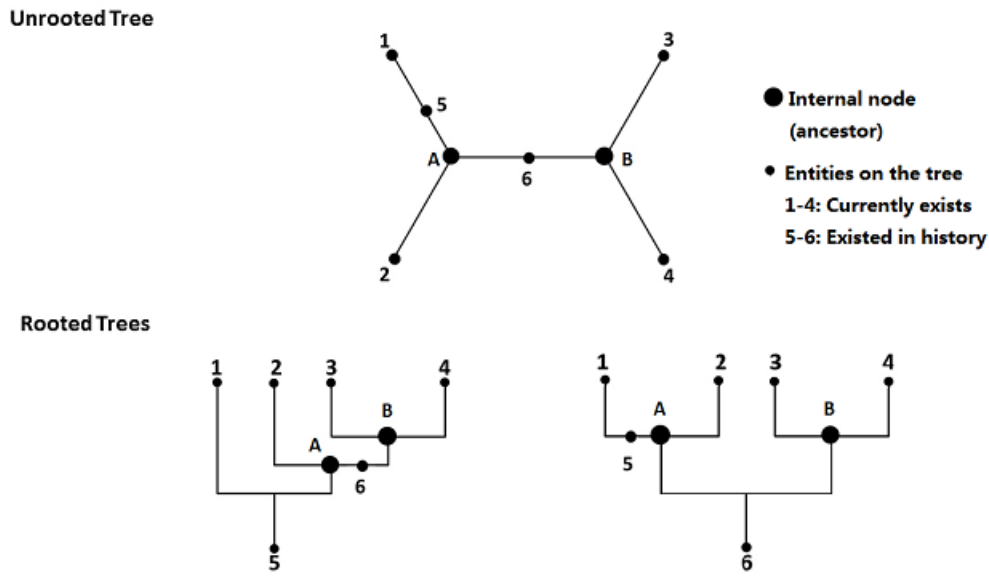 Unrooted Tree
1
3
5
A
B
6
2
4
Internal node
(ancestor)
Entities on the tree
1-4: Currently exists
5-6: Existed in history
Rooted Trees
1 2 3 4
B
A
6
5
1 2 3 4
A B
5
6